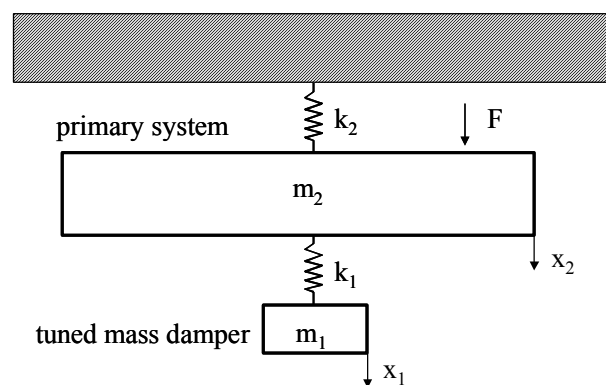 k₂
F
primary system
m₂
x₂
k₁
tuned mass damper
m₁
x₁